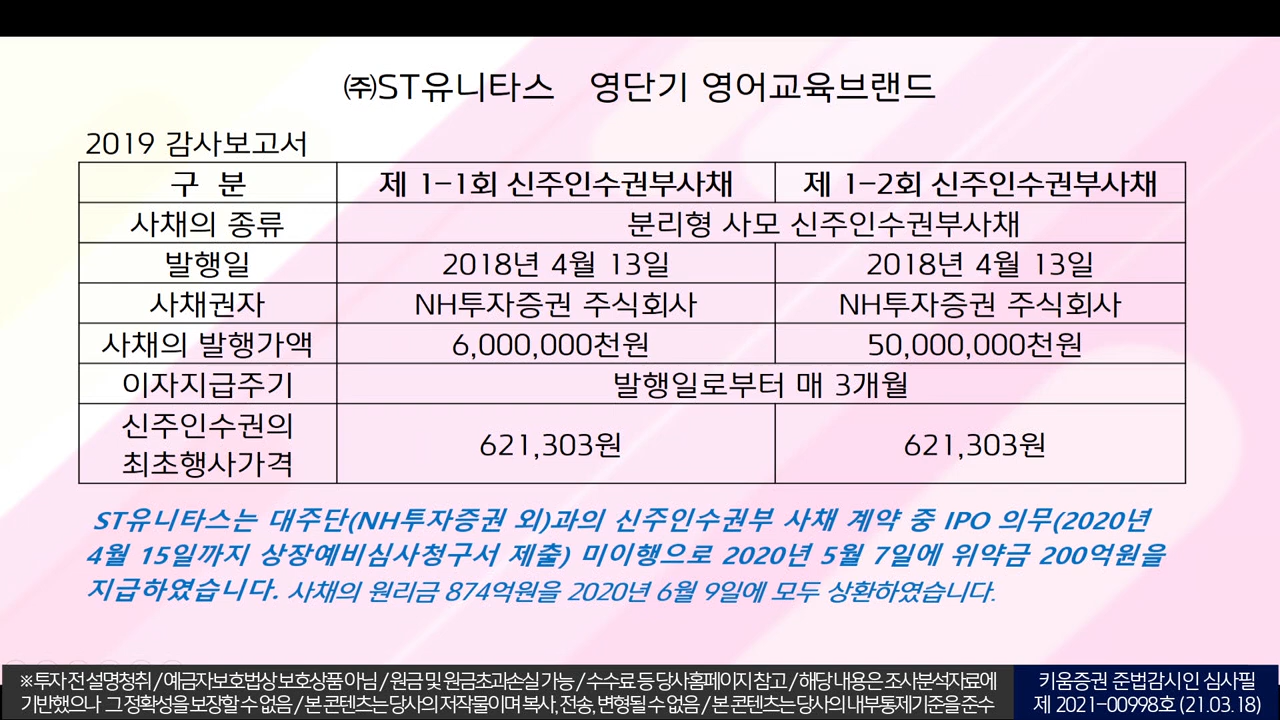 ㈜ST유니타스 영단기 영어교육브랜드
2019 감사보고서
구 분 제 1-1회 신주인수권부사채 제 1-2회 신주인수권부사채
사채의 종류 분리형 사모 신주인수권부사채
발행일 2018년 4월 13일 2018년 4월 13일
사채권자 NH투자증권 주식회사 NH투자증권 주식회사
사채의 발행가액 6,000,000천원 50,000,000천원
이자지급주기 발행일로부터 매 3개월
신주인수권의
최초행사가격 621,303원 621,303원
ST유니타스는 대주단(NH투자증권 외)과의 신주인수권부 사채 계약 중 IPO 의무(2020년
4월 15일까지 상장예비심사청구서 제출) 미이행으로 2020년 5월 7일에 위약금 200억원을
지급하였습니다. 사채의 원리금 874억원을 2020년 6월 9일에 모두 상환하였습니다.
※투자 전 설명청취 / 예금자보호법상 보호상품 아님 / 원금 및 원금초과손실 가능 / 수수료 등 당사홈페이지 참고 / 해당 내용은 조사분석자료에
기반했으나 그 정확성을 보장할 수 없음 / 본 콘텐츠는 당사의 저작물이며 복사, 전송, 변형될 수 없음 / 본 콘텐츠는 당사의 내부통제기준을 준수
키움증권 준법감시인 심사필
제 2021-00998호 (21.03.18)